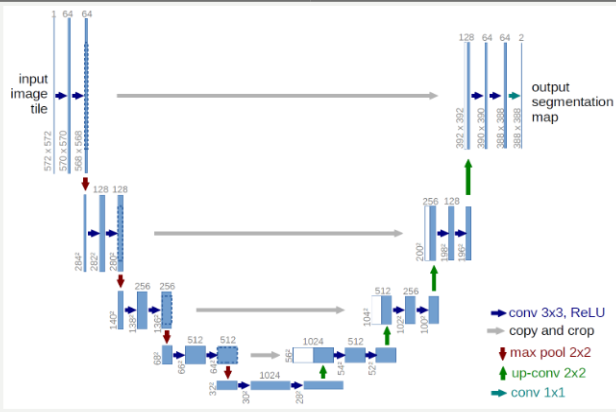 1 64 64
128 64 64 2
input
image
tile
output
segmentation
map
572 x 572
570 x 570
568 x 568
392 x 392
390 x 390
388 x 388
388 x 388
128 128
256 128
284²
282²
280²
200²
198²
196²
256 256
512 256
140²
138²
136²
104²
102²
100²
512 512
1024 512
68²
66²
64²
56²
54²
52²
1024
32²
30²
28²
conv 3x3, ReLU
copy and crop
max pool 2x2
up-conv 2x2
conv 1x1